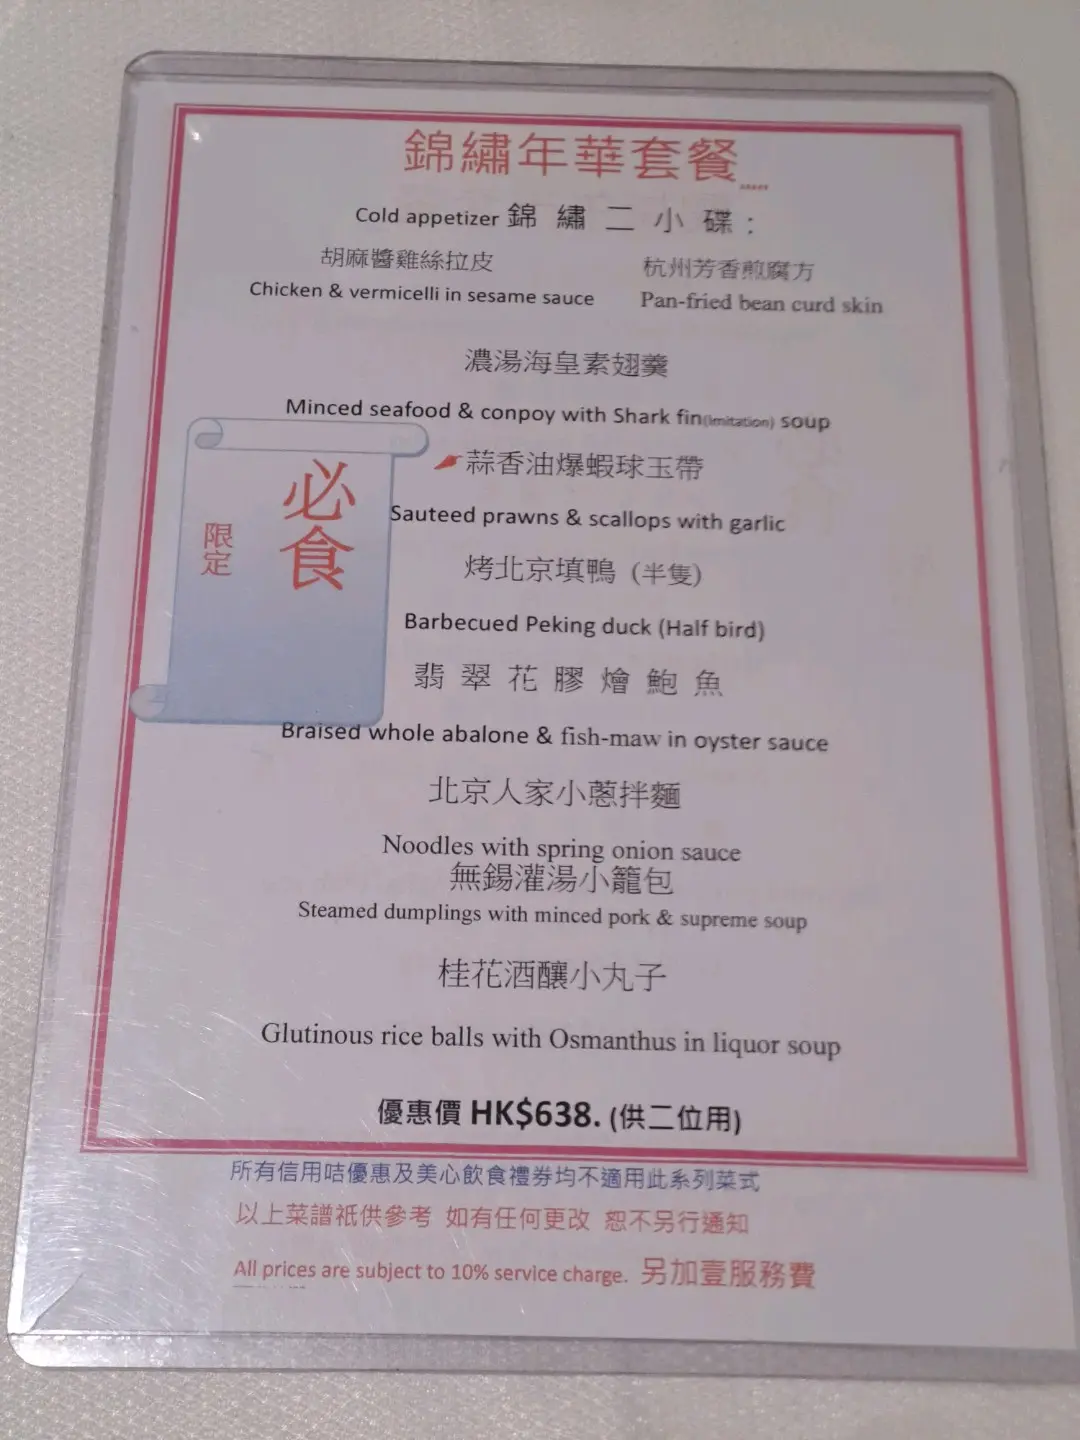 錦繡年華套餐
Cold appetizer 錦 繡 二 小 碟 :
胡麻醬雞絲拉皮 杭州芳香煎腐方
Chicken & vermicelli in sesame sauce Pan-fried bean curd skin
濃湯海皇素翅羹
Minced seafood & conpoy with Shark fin(imitation) soup
必食
限定
蒜香油爆蝦球玉帶
Sauteed prawns & scallops with garlic
烤北京填鴨 (半隻)
Barbecued Peking duck (Half bird)
翡 翠 花 膠 燴 鮑 魚
Braised whole abalone & fish-maw in oyster sauce
北京人家小蔥拌麵
Noodles with spring onion sauce
無錫灌湯小籠包
Steamed dumplings with minced pork & supreme soup
桂花酒釀小丸子
Glutinous rice balls with Osmanthus in liquor soup
優惠價 HK$638. (供二位用)
所有信用咭優惠及美心飲食禮券均不適用此系列菜式
以上菜譜祇供參考 如有任何更改 恕不另行通知
All prices are subject to 10% service charge. 另加壹服務費